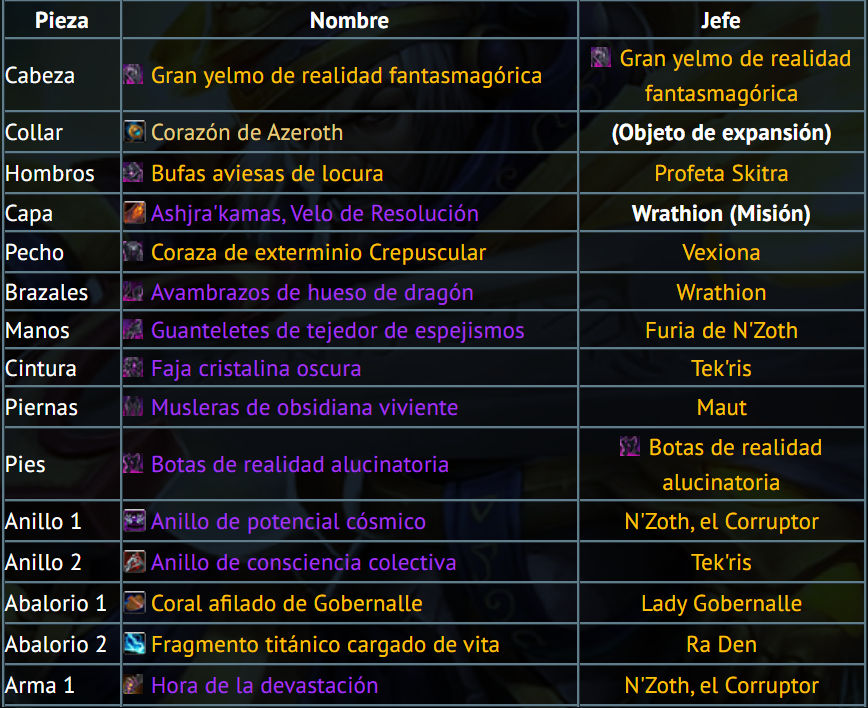 Pieza Nombre Jefe
Cabeza Gran yelmo de realidad fantasmagórica Gran yelmo de realidad
fantasmagórica
Collar Corazón de Azeroth (Objeto de expansión)
Hombros Bufas aviesas de locura Profeta Skitra
Capa Ashjra'kamas, Velo de Resolución Wrathion (Misión)
Pecho Coraza de exterminio Crepuscular Vexiona
Brazales Avambrazos de hueso de dragón Wrathion
Manos Guanteletes de tejedor de espejismos Furia de N'Zoth
Cintura Faja cristalina oscura Tek'ris
Piernas Musleras de obsidiana viviente Maut
Pies Botas de realidad alucinatoria Botas de realidad
alucinatoria
Anillo 1 Anillo de potencial cósmico N'Zoth, el Corruptor
Anillo 2 Anillo de consciencia colectiva Tek'ris
Abalorio 1 Coral afilado de Gobernalle Lady Gobernalle
Abalorio 2 Fragmento titánico cargado de vita Ra Den
Arma 1 Hora de la devastación N'Zoth, el Corruptor